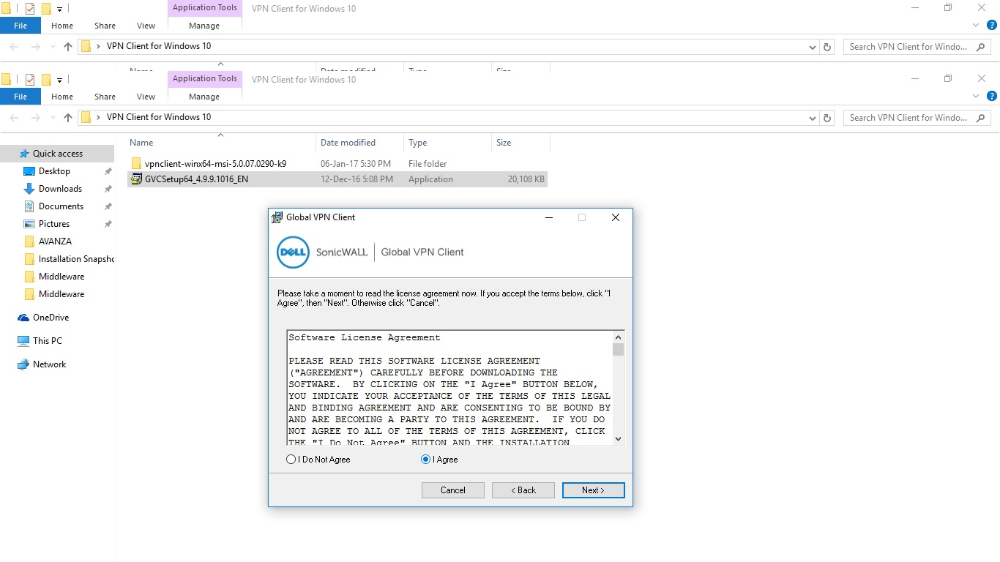 Application Tools
VPN Client for Windows 10
File
Home
Share
View
Manage
VPN Client for Windows 10
Search VPN Client for Windo...
Name
Date modified
Type
Size
Application Tools
VPN Client for Windows 10
File
Home
Share
View
Manage
VPN Client for Windows 10
Search VPN Client for Windo...
Name
Date modified
Type
Size
Quick access
Desktop
Downloads
Documents
Pictures
AVANZA
Installation Snapsho
Middleware
Middleware
OneDrive
This PC
Network
vpnclient-winx64-msi-5.0.07.0290-k9 06-Jan-17 5:30 PM File folder
GVCSetup64_4.9.9.1016_EN 12-Dec-16 5:08 PM Application 20,108 KB
Global VPN Client
DELL SonicWALL | Global VPN Client
Please take a moment to read the license agreement now. If you accept the terms below, click "I
Agree", then "Next". Otherwise click "Cancel".
Software License Agreement
PLEASE READ THIS SOFTWARE LICENSE AGREEMENT
("AGREEMENT") CAREFULLY BEFORE DOWNLOADING THE
SOFTWARE.  BY CLICKING ON THE "I Agree" BUTTON BELOW,
YOU INDICATE YOUR ACCEPTANCE OF THE TERMS OF THIS LEGAL
AND BINDING AGREEMENT AND ARE CONSENTING TO BE BOUND BY
AND ARE BECOMING A PARTY TO THIS AGREEMENT.  IF YOU DO
NOT AGREE TO ALL OF THE TERMS OF THIS AGREEMENT, CLICK
THE "I Do Not Agree" BUTTON AND THE INSTALLATION
I Do Not Agree
I Agree
Cancel
< Back
Next >